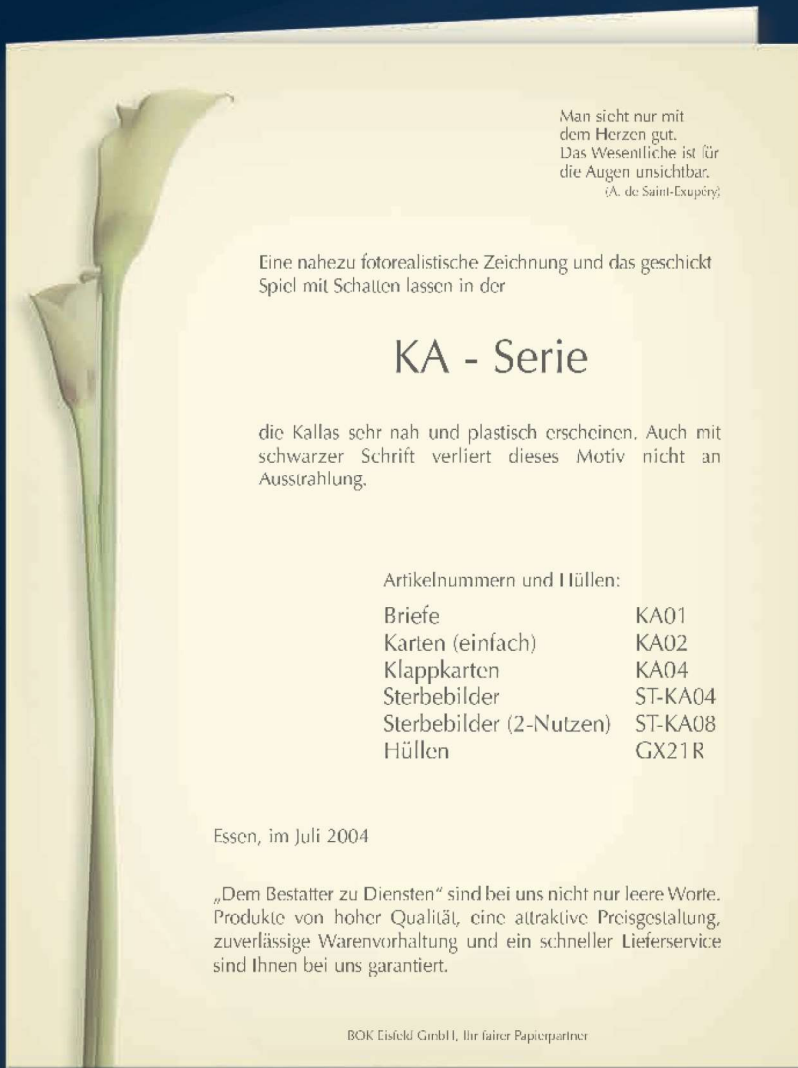 Man sieht nur mit
dem Herzen gut.
Das Wesentliche ist für
die Augen unsichtbar.
(A. de Saint-Exupéry)
Eine nahezu fotorealistische Zeichnung und das geschickt
Spiel mit Schatten lassen in der
KA - Serie
die Kallas sehr nah und plastisch erscheinen. Auch mit
schwarzer Schrift verliert dieses Motiv nicht an
Ausstrahlung.
Artikelnummern und Hüllen:
Briefe KA01
Karten (einfach) KA02
Klappkarten KA04
Sterbebilder ST-KA04
Sterbebilder (2-Nutzen) ST-KA08
Hüllen GX21R
Essen, im Juli 2004
„Dem Bestatter zu Diensten“ sind bei uns nicht nur leere Worte.
Produkte von hoher Qualität, eine attraktive Preisgestaltung,
zuverlässige Warenvorhaltung und ein schneller Lieferservice
sind Ihnen bei uns garantiert.
BOK Eisfeld GmbH, Ihr fairer Papierpartner